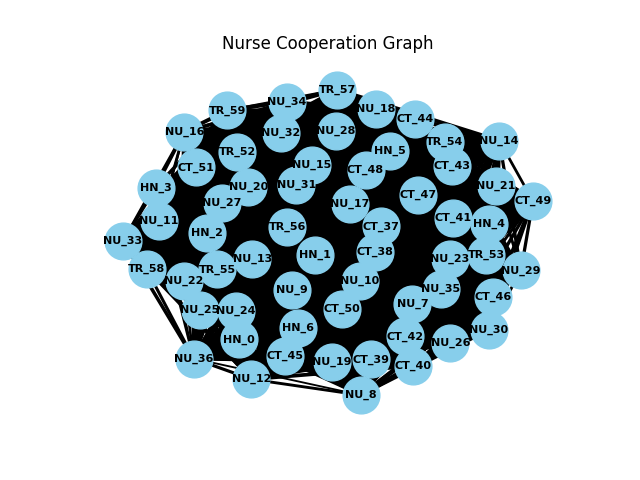 Nurse Cooperation Graph
TR_57
NU_34
TR_59
NU_18
CT_44
NU_16
NU_32
NU_28
NU_14
TR_54
HN_5
TR_52
CT_51
NU_15
CT_48
CT_43
HN_3
NU_20
NU_31
NU_21
CT_47
CT_49
NU_27
NU_17
NU_11
CT_41
HN_4
TR_56
CT_37
HN_2
NU_33
CT_38
HN_1
TR_53
NU_13
NU_23
TR_58
TR_55
NU_29
NU_22
NU_10
NU_9
NU_35
CT_46
NU_7
NU_25
NU_24
CT_50
HN_6
NU_30
CT_42
HN_0
NU_26
CT_45
NU_36
NU_19
CT_39
CT_40
NU_12
NU_8